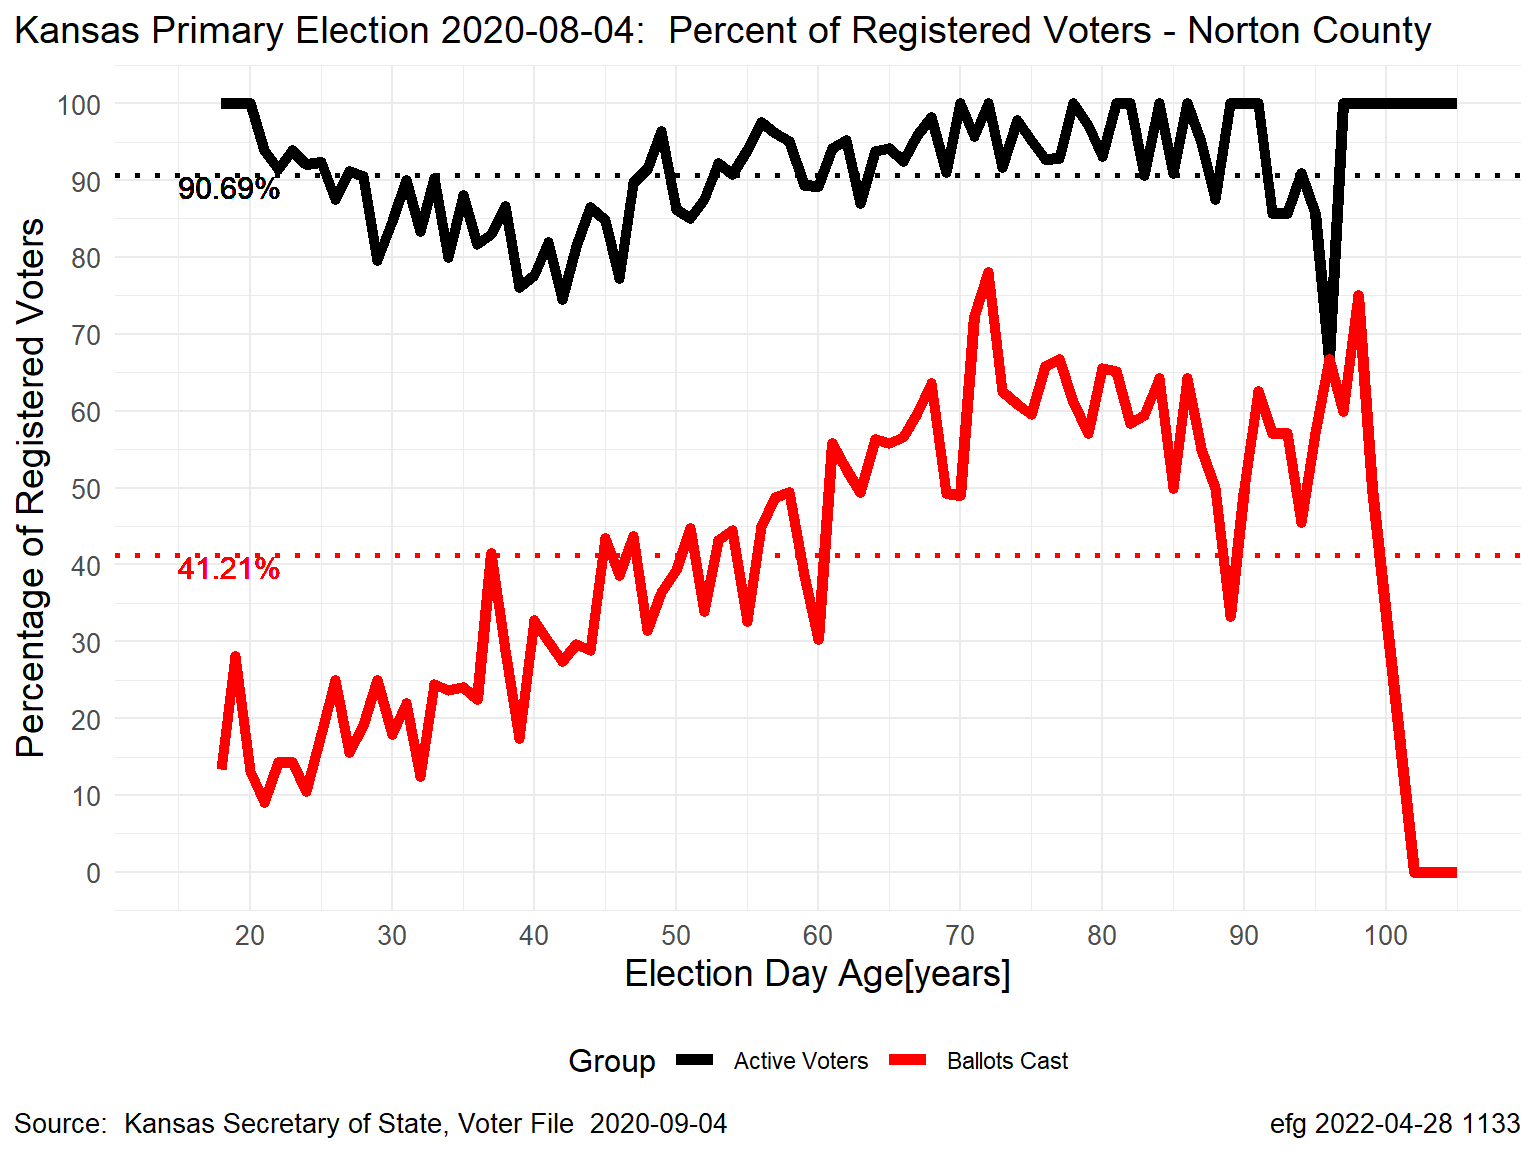 Kansas Primary Election 2020-08-04:  Percent of Registered Voters - Norton County
Percentage of Registered Voters
100
90
80
70
60
50
40
30
20
10
0
90.69%
41.21%
20 30 40 50 60 70 80 90 100
Election Day Age[years]
Group Active Voters Ballots Cast
Source:  Kansas Secretary of State, Voter File  2020-09-04
efg 2022-04-28 1133